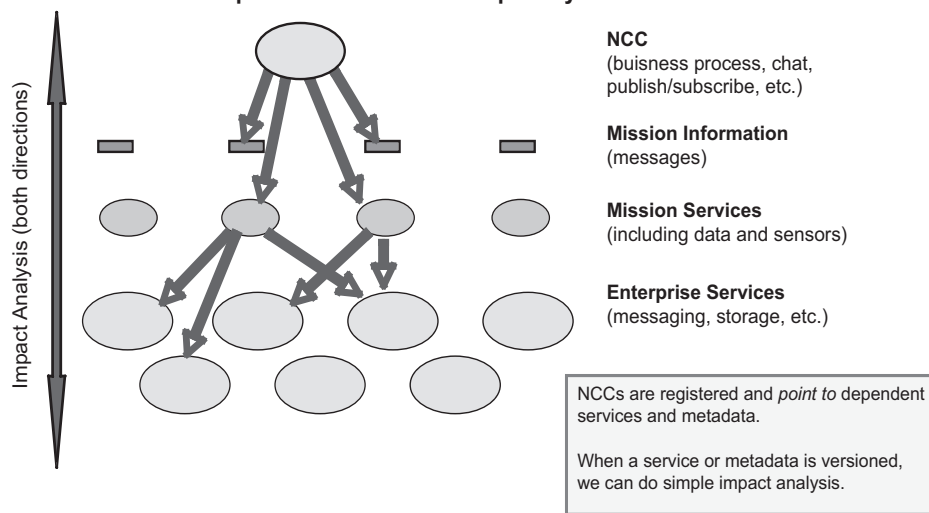 Impact Analysis (both directions)
NCC
(buisness process, chat,
publish/subscribe, etc.)
Mission Information
(messages)
Mission Services
(including data and sensors)
Enterprise Services
(messaging, storage, etc.)
NCCs are registered and point to dependent
services and metadata.
When a service or metadata is versioned,
we can do simple impact analysis.